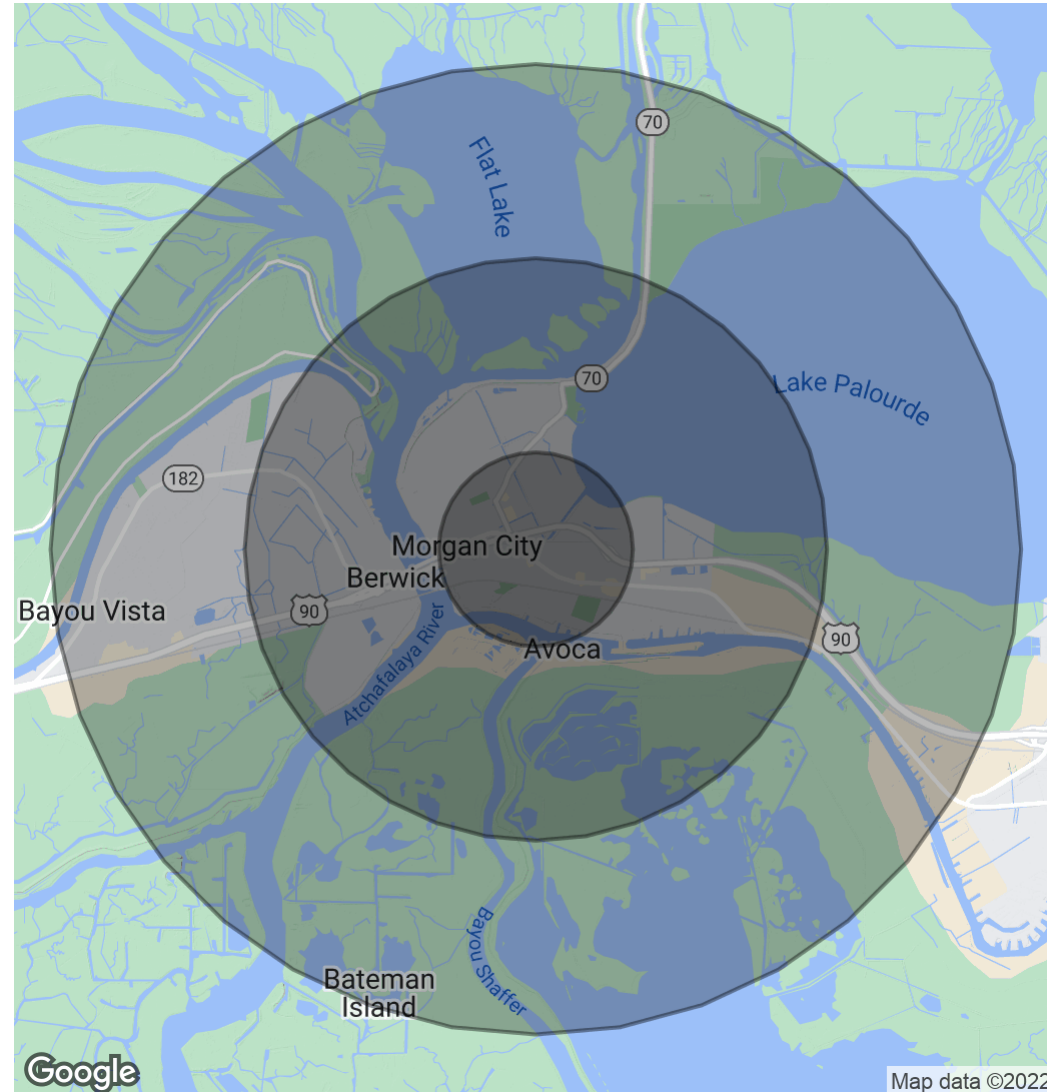 70
Flat Lake
70
Lake Palourde
182
Morgan City
Berwick
Bayou Vista
90
90
Atchafalaya River
Avoca
Bayou Shaffer
Bateman
Island
Google
Map data ©2022